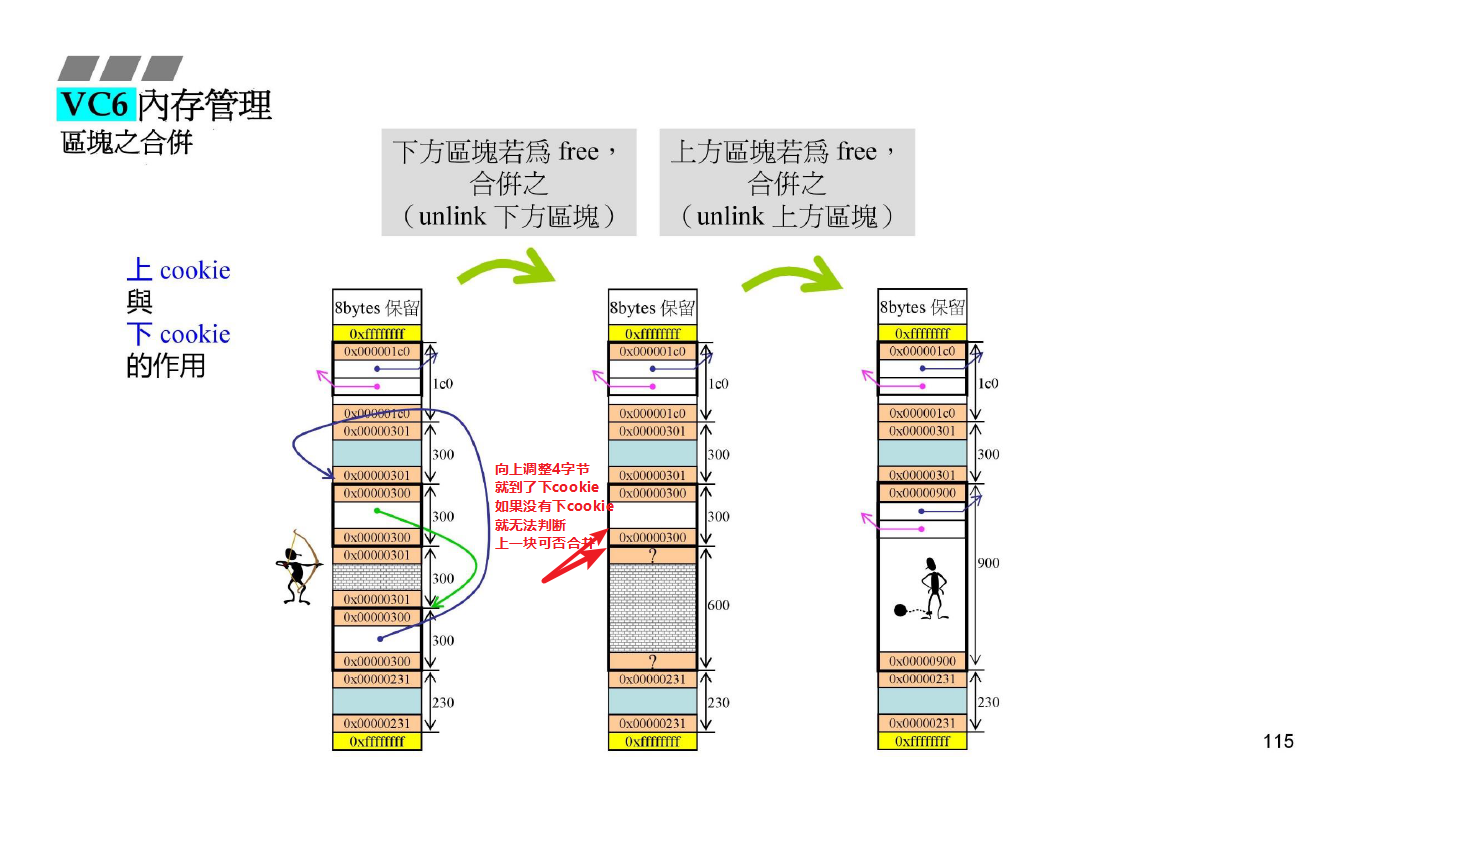 VC6 內存管理
區塊之合併
下方區塊若為 free，
合併之
（unlink 下方區塊）
上方區塊若為 free，
合併之
（unlink 上方區塊）
上 cookie
與
下 cookie
的作用
8bytes 保留
0xffffffff
0x000001c0
1c0
0x000001c0
0x00000301
300
0x00000301
0x00000300
300
0x00000300
0x00000301
300
0x00000301
0x00000300
300
0x00000300
0x00000231
230
0x00000231
0xffffffff
向上调整4字节
就到了下cookie
如果没有下cookie
就无法判断
上一块可否合并
8bytes 保留
0xffffffff
0x000001c0
1c0
0x000001c0
0x00000301
300
0x00000301
0x00000300
300
0x00000300
?
600
?
0x00000231
230
0x00000231
0xffffffff
8bytes 保留
0xffffffff
0x000001c0
1c0
0x000001c0
0x00000301
300
0x00000301
0x00000900
900
0x00000900
0x00000231
230
0x00000231
0xffffffff
115